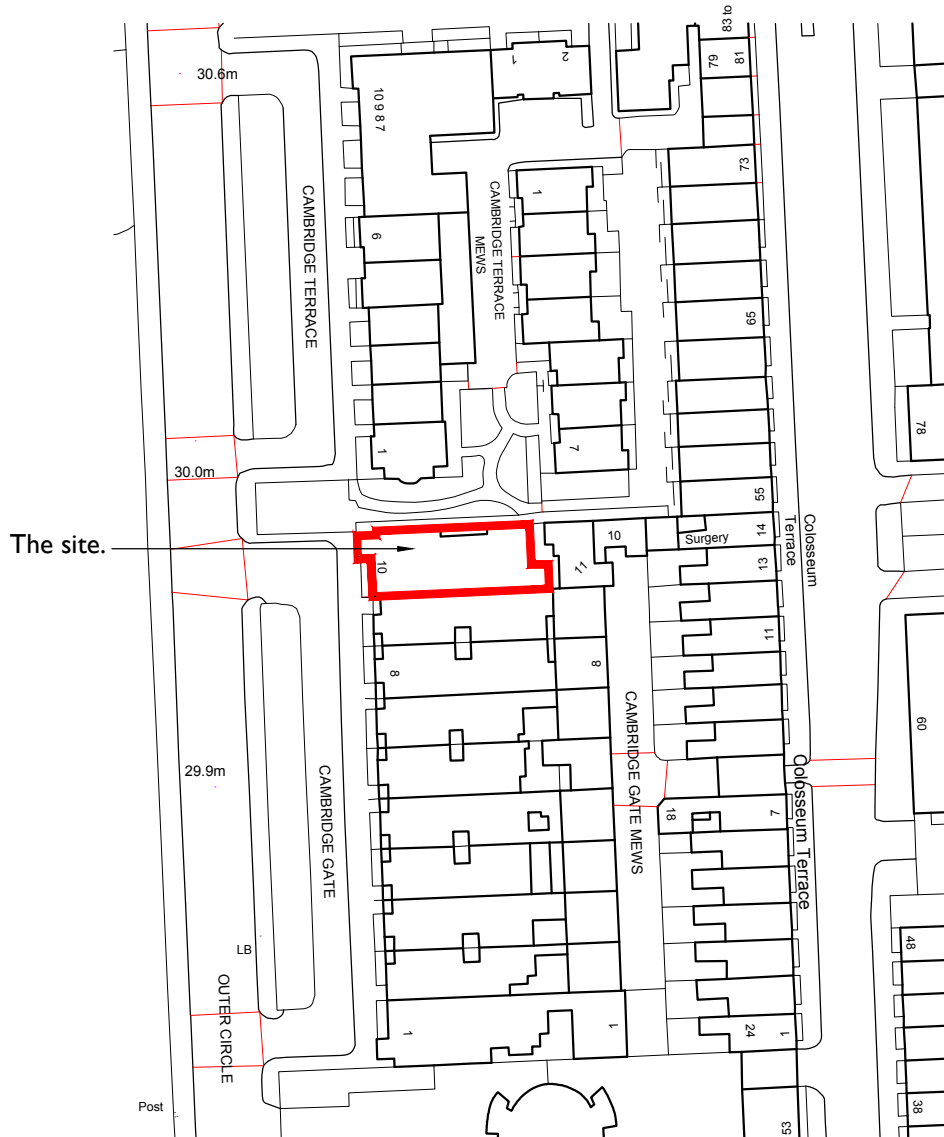 83 to
81
79
30.6m
1
2
10 9 8 7
73
CAMBRIDGE TERRACE
CAMBRIDGE TERRACE
MEWS
1
6
65
78
1
7
30.0m
55
Colosseum
Terrace
14
Surgery
10
The site.
10
11
13
11
8
8
60
CAMBRIDGE GATE MEWS
29.9m
CAMBRIDGE GATE
Colosseum Terrace
18
7
LB
48
OUTER CIRCLE
1
1
24
1
Post
38
53